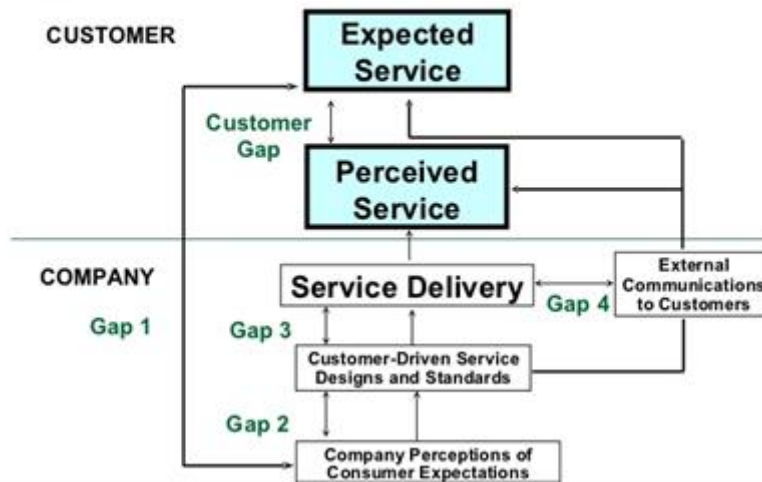 CUSTOMER
Expected
Service
Customer
Gap
Perceived
Service
COMPANY
Service Delivery
External
Communications
to Customers
Gap 4
Gap 1
Gap 3
Customer-Driven Service
Designs and Standards
Gap 2
Company Perceptions of
Consumer Expectations